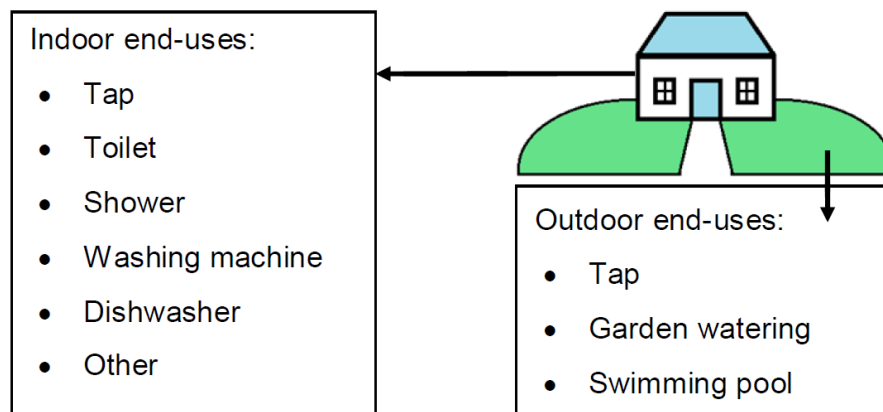 Indoor end-uses:
• Tap
• Toilet
• Shower
• Washing machine
• Dishwasher
• Other
Outdoor end-uses:
• Tap
• Garden watering
• Swimming pool